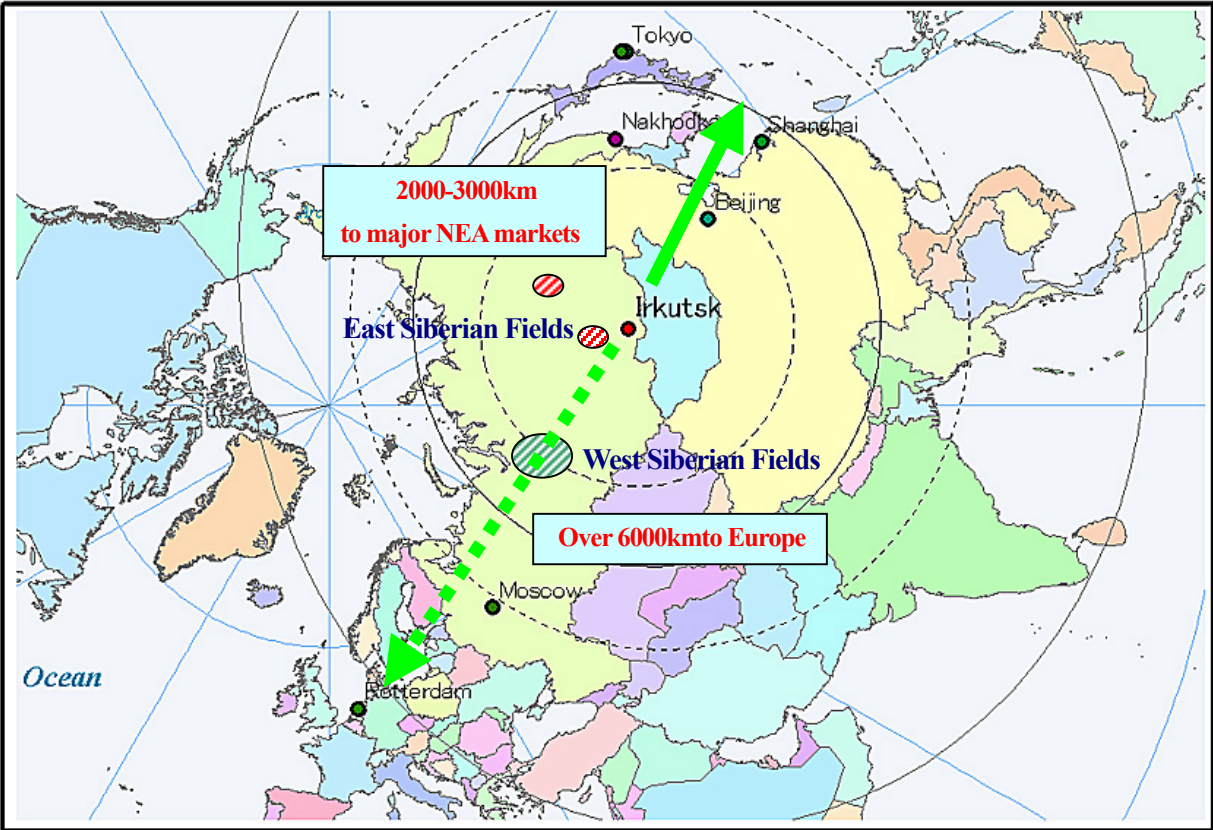 Tokyo
Nakhodk
Shanghai
2000-3000km
to major NEA markets
Beijing
Irkutsk
East Siberian Fields
West Siberian Fields
Over 6000kmto Europe
Moscow
Ocean
Rotterdam